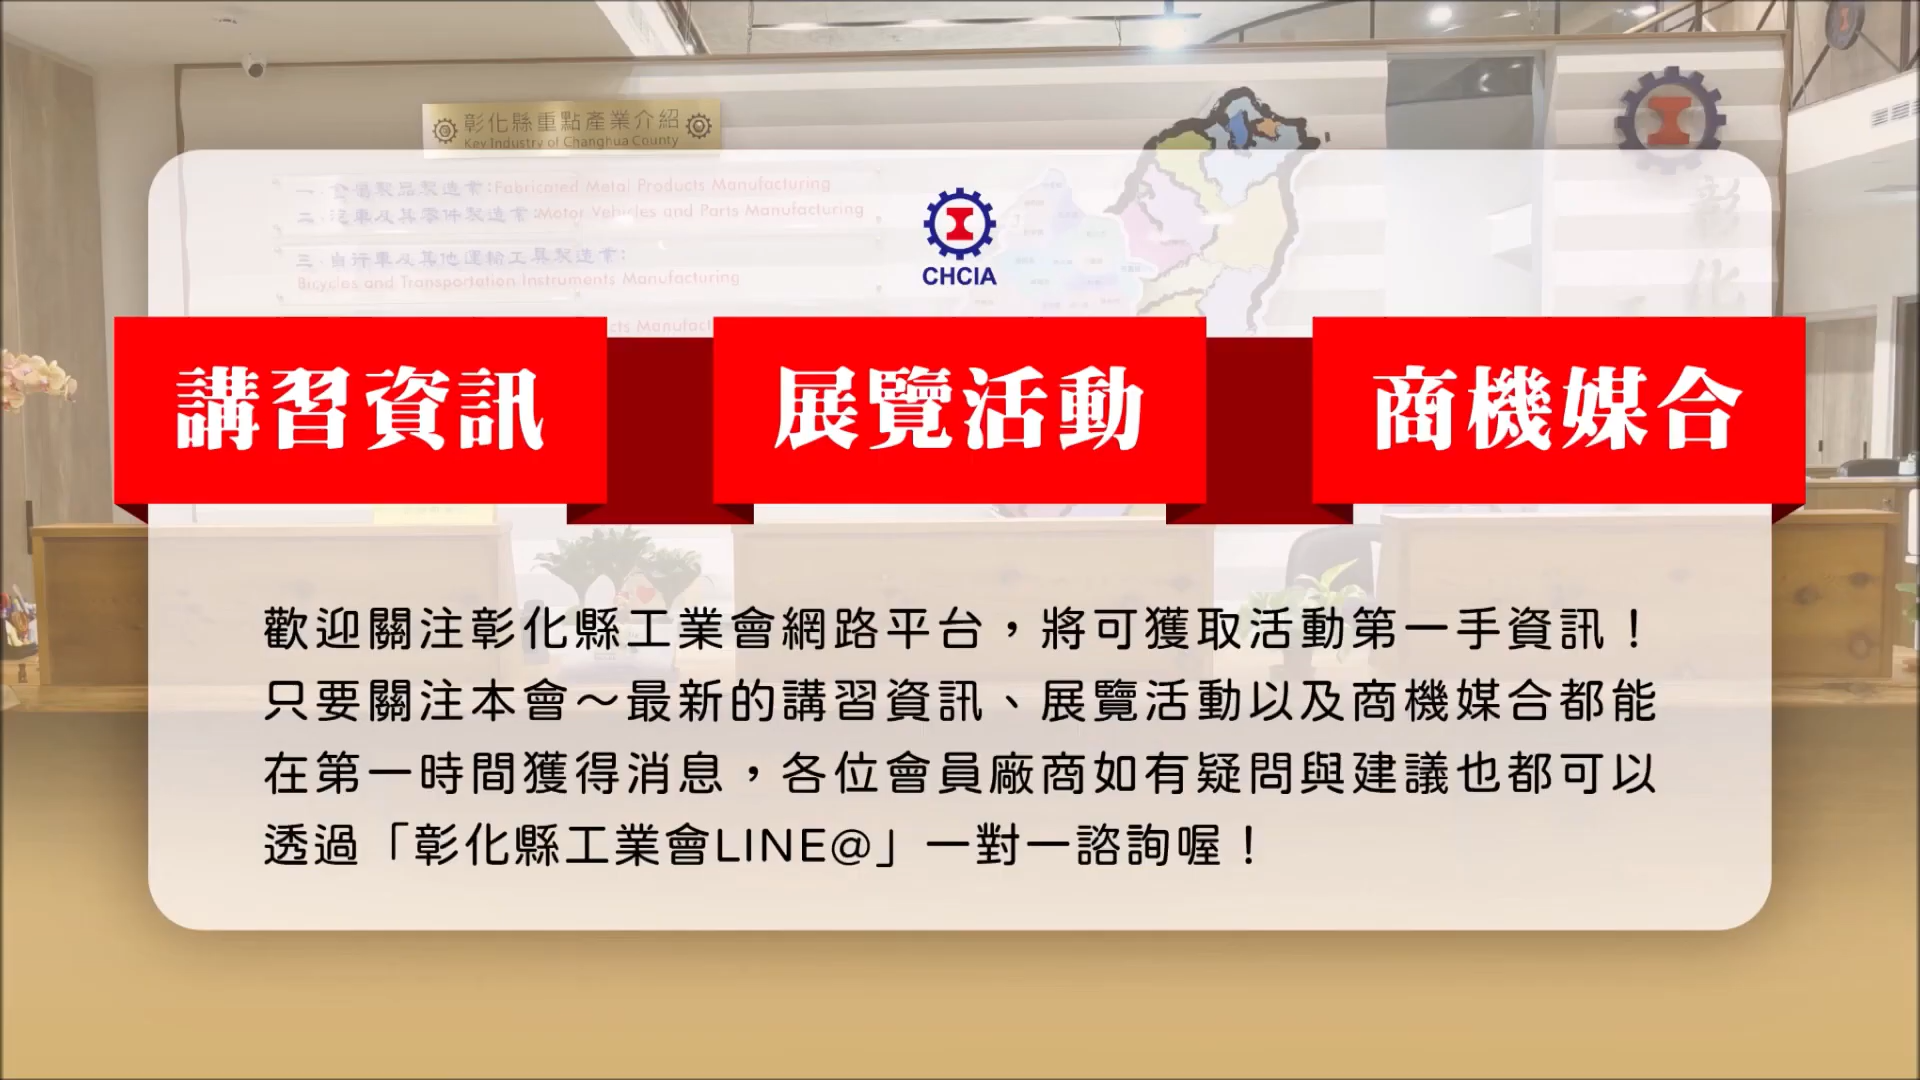 彰化縣重點產業介紹
Key Industry of Changhua County
一．金屬製品製造業：Fabricated Metal Products Manufacturing
二．汽車及其零件製造業：Motor Vehicles and Parts Manufacturing
三．自行車及其他運輸工具製造業：
Bicycles and Transportation Instruments Manufacturing
CHCIA
講習資訊
展覽活動
商機媒合
歡迎關注彰化縣工業會網路平台，將可獲取活動第一手資訊！
只要關注本會～最新的講習資訊、展覽活動以及商機媒合都能
在第一時間獲得消息，各位會員廠商如有疑問與建議也都可以
透過「彰化縣工業會LINE@」一對一諮詢喔！